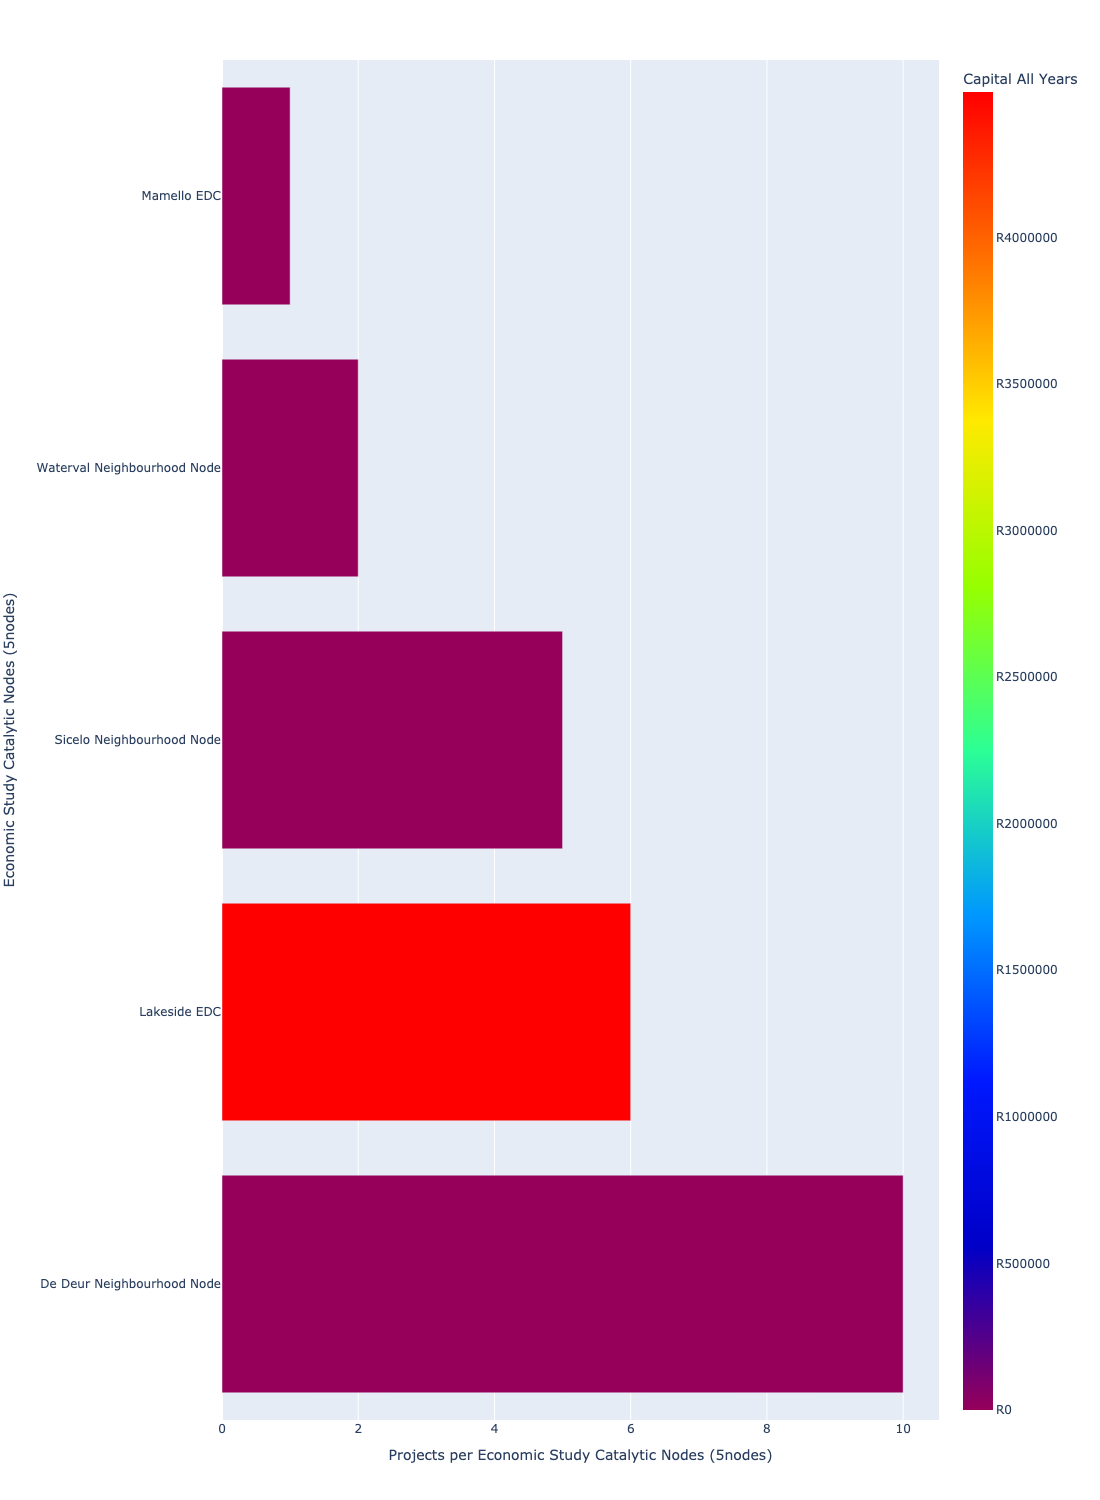 Capital All Years
Mamello EDC
Waterval Neighbourhood Node
Sicelo Neighbourhood Node
Lakeside EDC
De Deur Neighbourhood Node
Economic Study Catalytic Nodes (5nodes)
0 2 4 6 8 10
Projects per Economic Study Catalytic Nodes (5nodes)
R4000000
R3500000
R3000000
R2500000
R2000000
R1500000
R1000000
R500000
R0